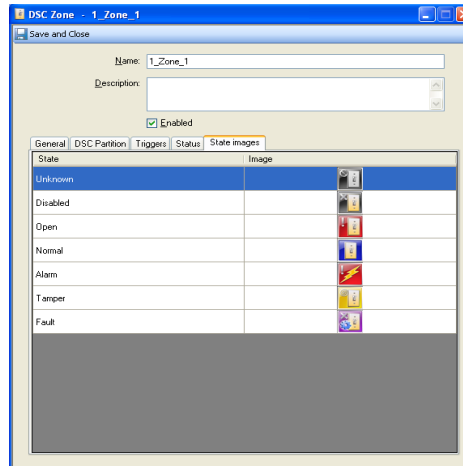 DSC Zone - 1_Zone_1
Save and Close
Name: 1_Zone_1
Description:
Enabled
General DSC Partition Triggers Status State images
State Image
Unknown
Disabled
Open
Normal
Alarm
Tamper
Fault